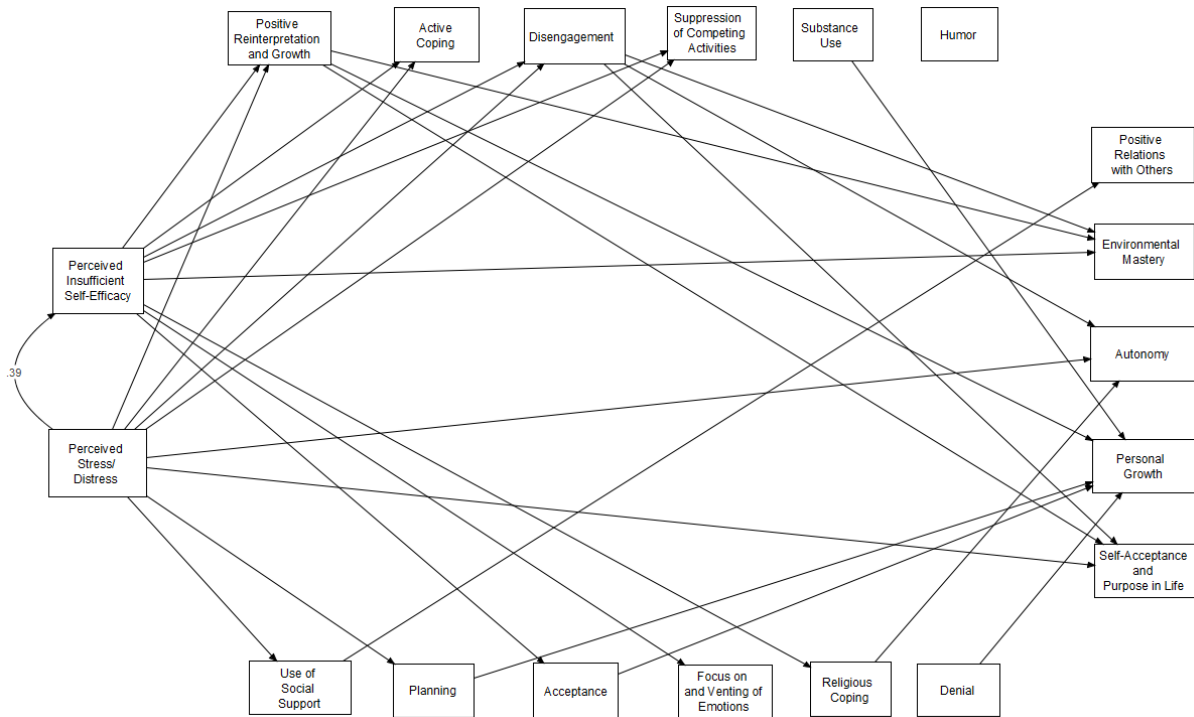 Positive
Reinterpretation
and Growth
Active
Coping
Disengagement
Suppression
of Competing
Activities
Substance
Use
Humor
Positive
Relations
with Others
Perceived
Insufficient
Self-Efficacy
Environmental
Mastery
Autonomy
.39
Perceived
Stress/
Distress
Personal
Growth
Self-Acceptance
and
Purpose in Life
Use of
Social
Support
Planning
Acceptance
Focus on
and Venting of
Emotions
Religious
Coping
Denial